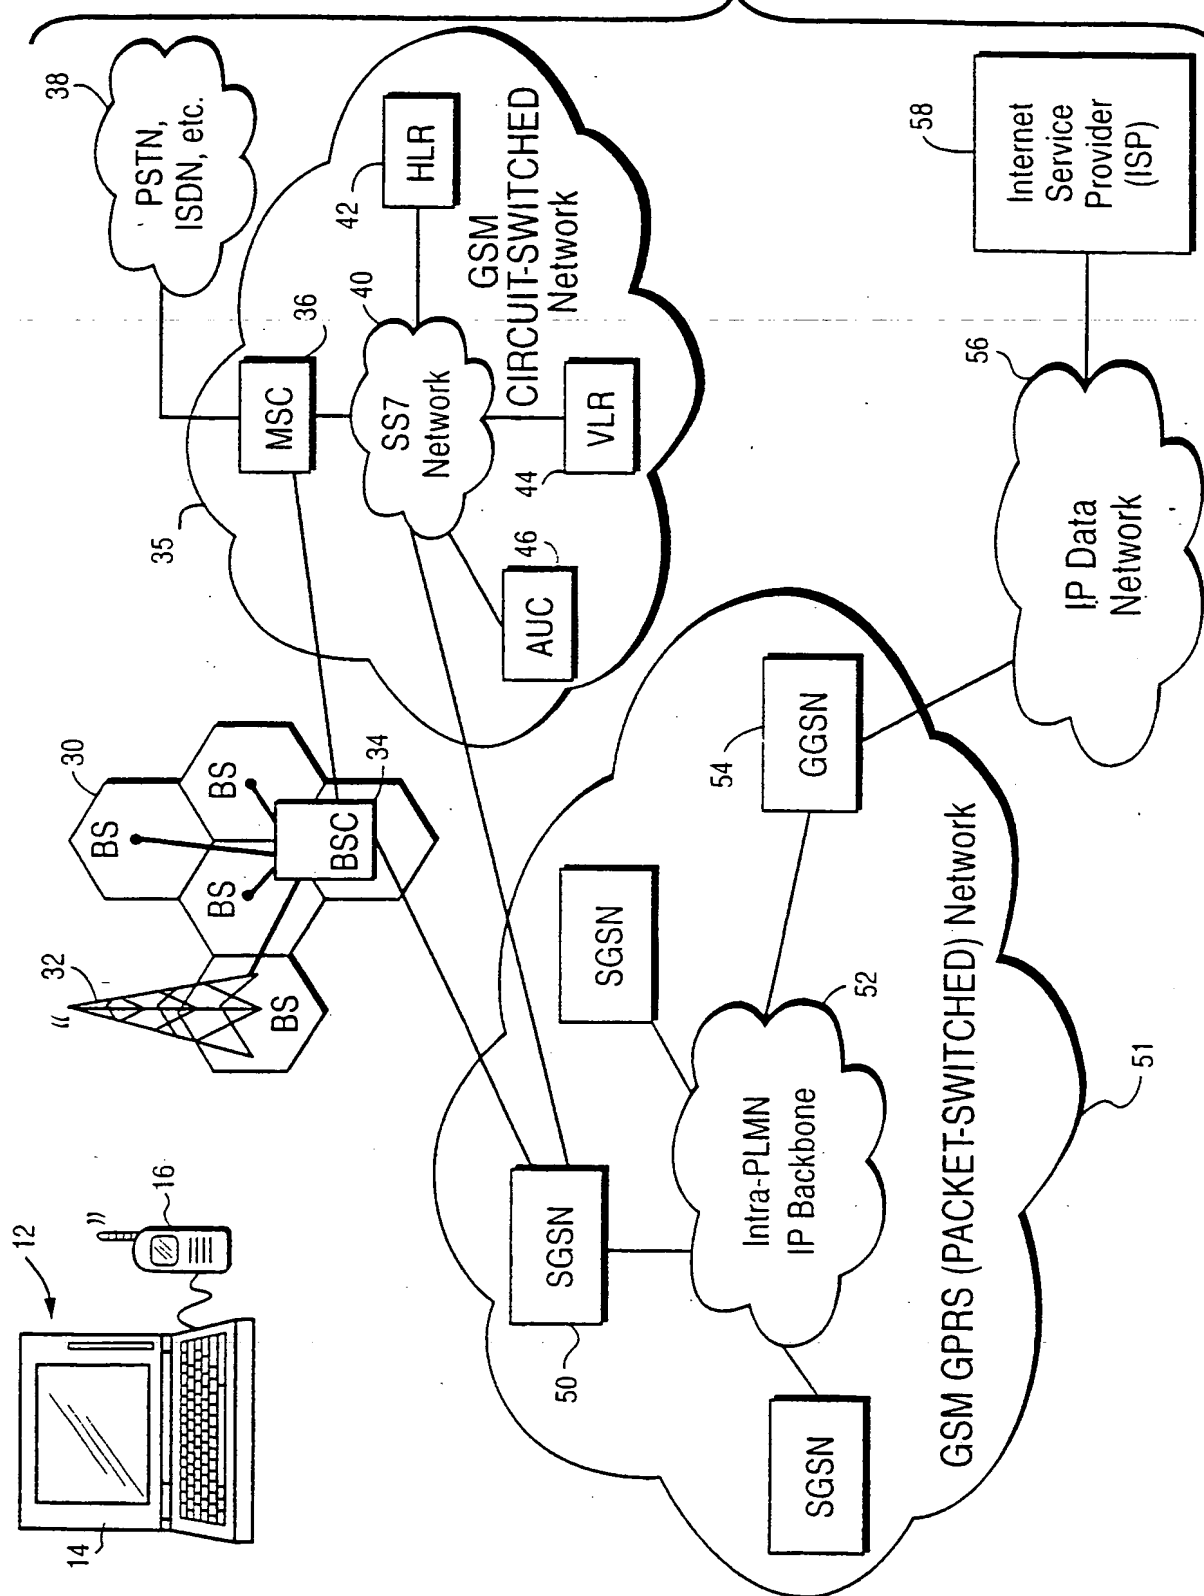 12
14
16
32
BS
BS
BS
BS
30
BSC
34
38
PSTN,
ISDN, etc.
35
MSC
36
SS7
Network
40
42
HLR
GSM
CIRCUIT-SWITCHED
Network
44
VLR
AUC
46
50
SGSN
SGSN
SGSN
Intra-PLMN
IP Backbone
52
54
GGSN
GSM GPRS (PACKET-SWITCHED) Network
51
56
IP Data
Network
58
Internet
Service
Provider
(ISP)